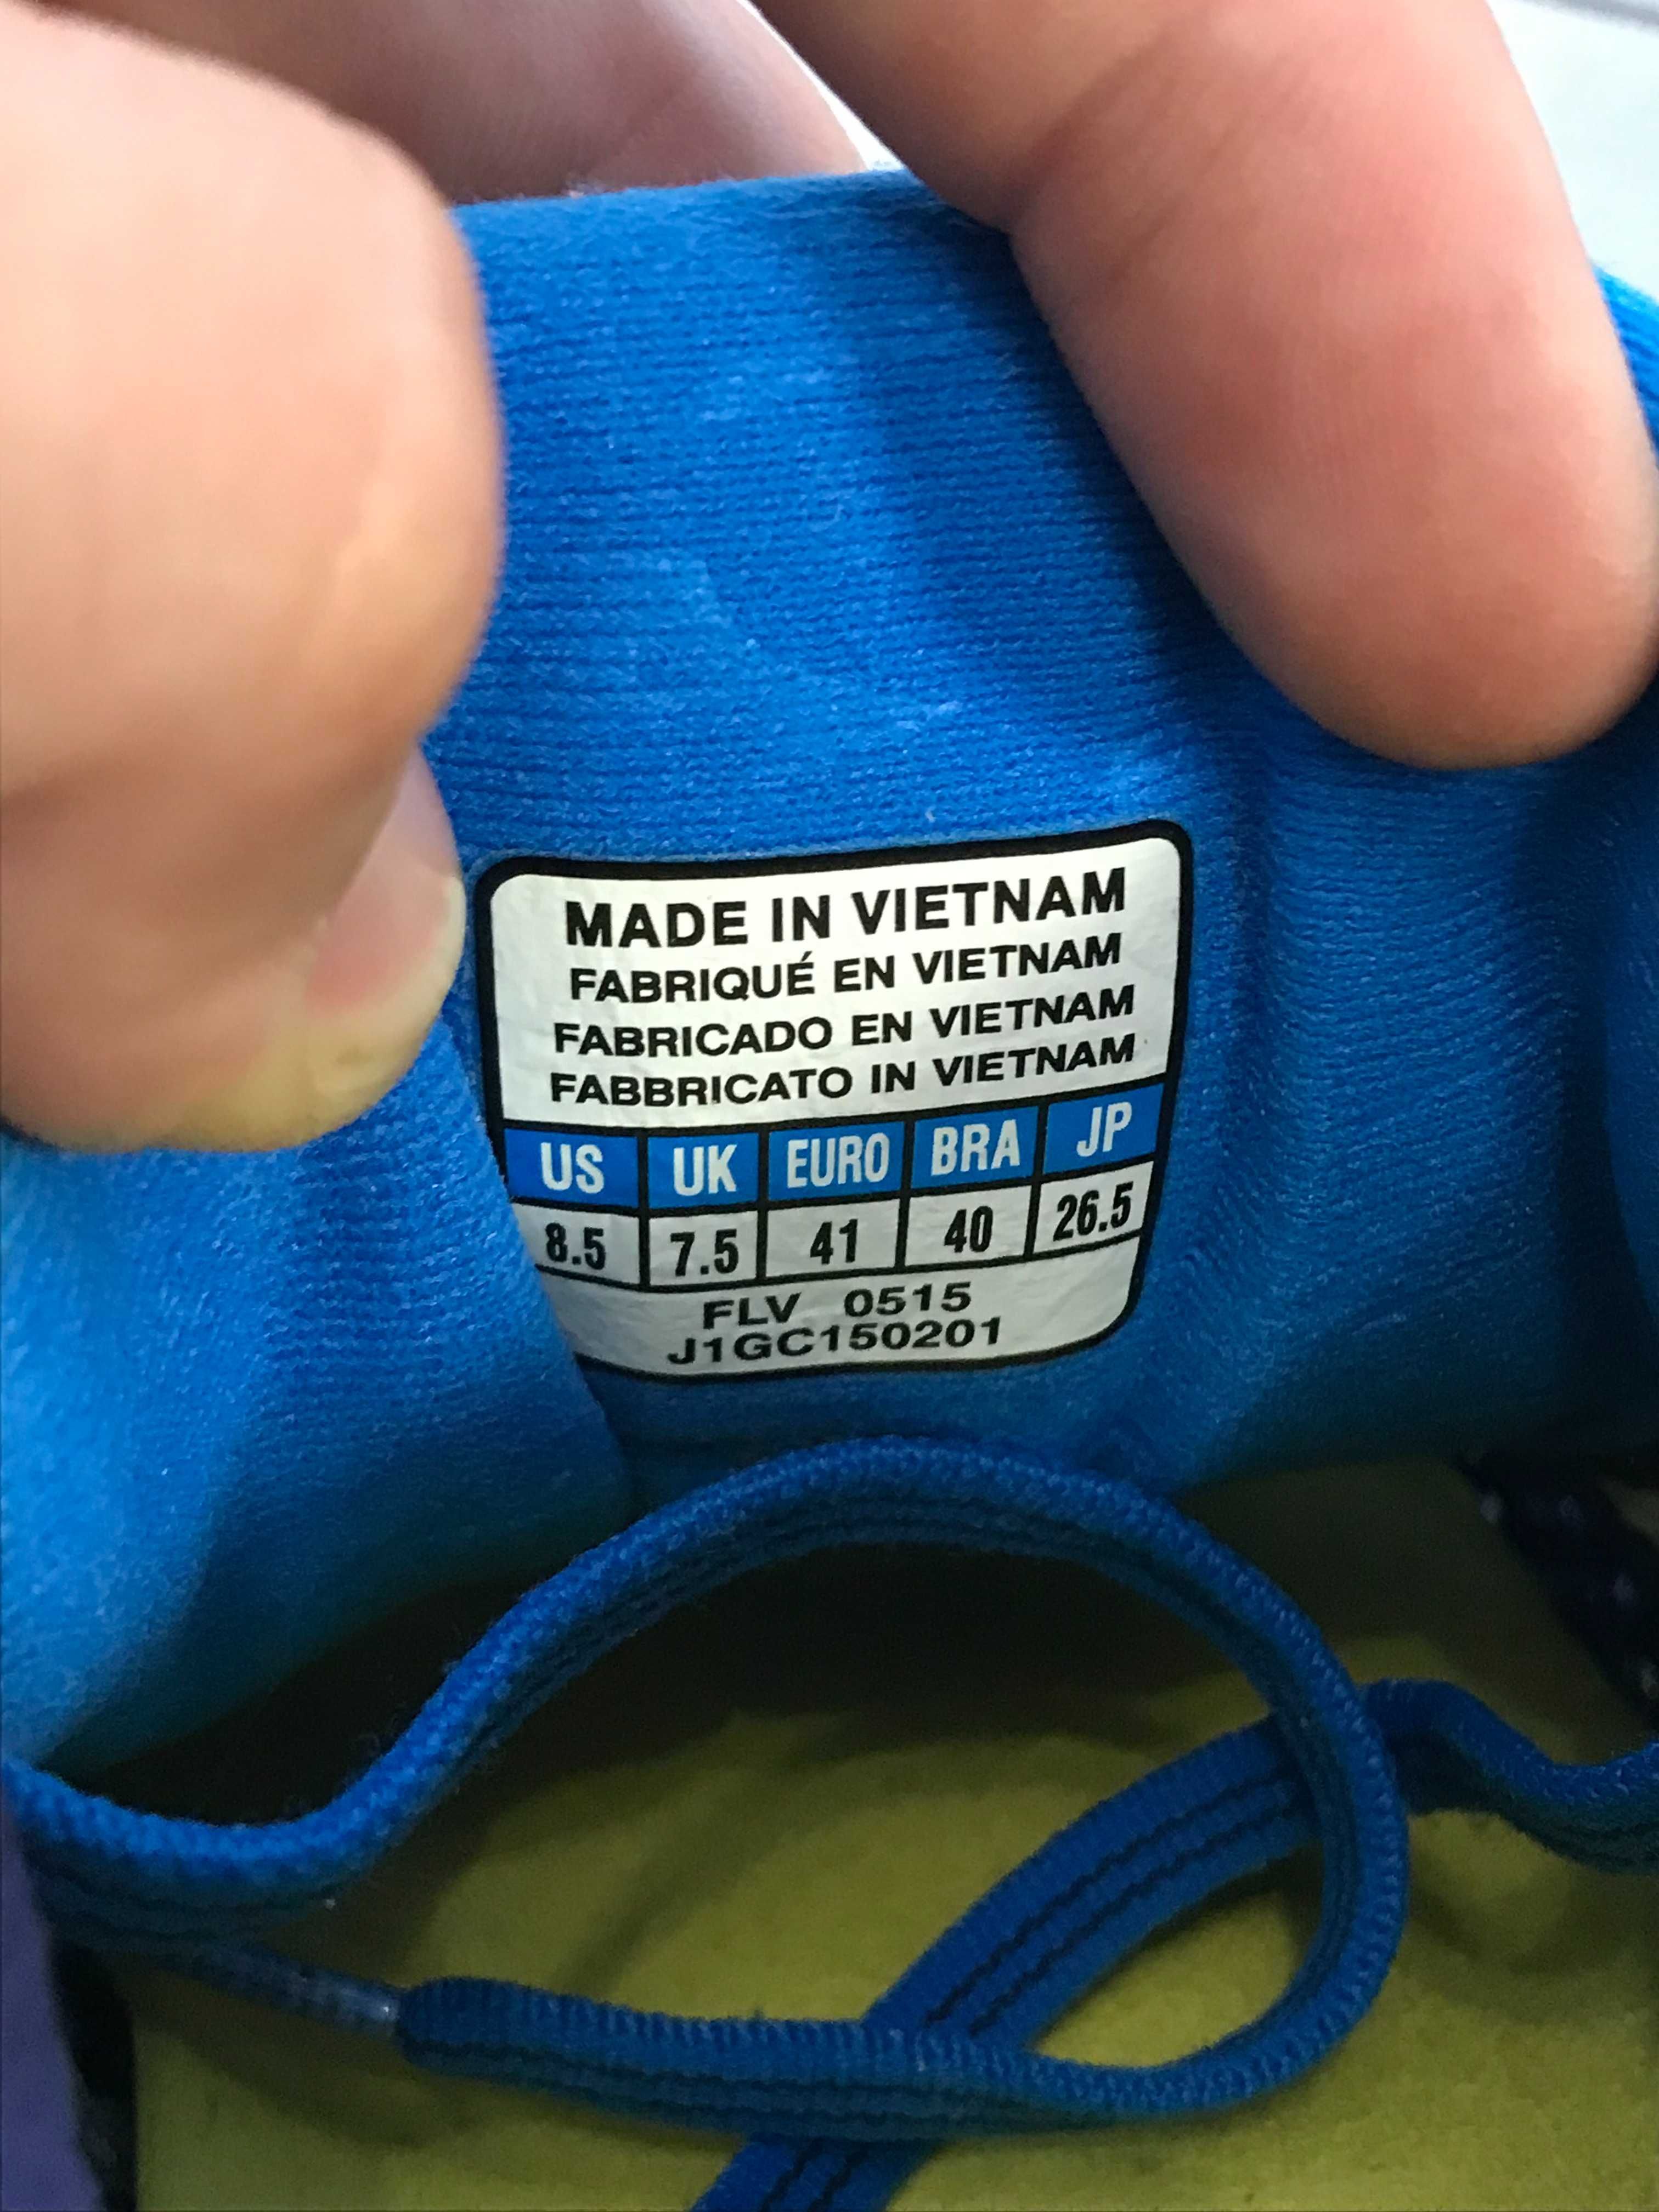 MADE IN VIETNAM
FABRIQUÉ EN VIETNAM
FABRICADO EN VIETNAM
FABBRICATO IN VIETNAM
US UK EURO BRA JP
8.5 7.5 41 40 26.5
FLV 0515
J1GC150201